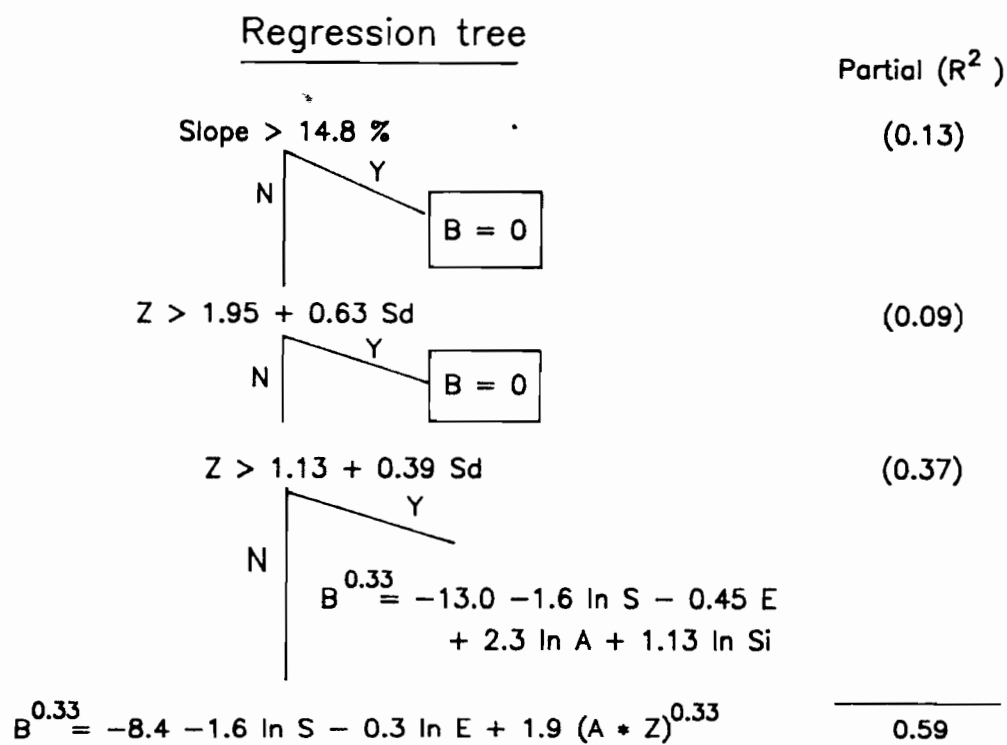 Regression tree
Partial (R²)
Slope > 14.8 %
(0.13)
Y
N
B = 0
Z > 1.95 + 0.63 Sd
(0.09)
Y
N
B = 0
Z > 1.13 + 0.39 Sd
(0.37)
Y
N
B^0.33 = −13.0 −1.6 ln S − 0.45 E
+ 2.3 ln A + 1.13 ln Si
B^0.33 = −8.4 −1.6 ln S − 0.3 ln E + 1.9 (A * Z)^0.33
0.59